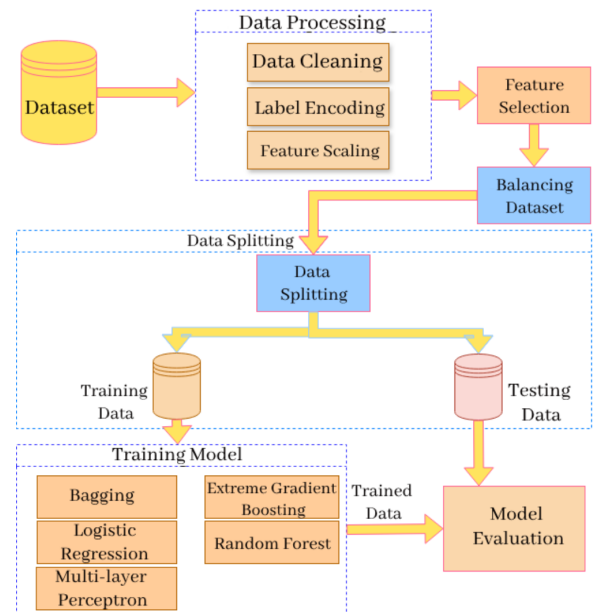 Data Processing
Dataset
Data Cleaning
Label Encoding
Feature Scaling
Feature
Selection
Balancing
Dataset
Data Splitting
Data
Splitting
Training
Data
Testing
Data
Training Model
Bagging
Logistic
Regression
Multi-layer
Perceptron
Extreme Gradient
Boosting
Random Forest
Trained
Data
Model
Evaluation